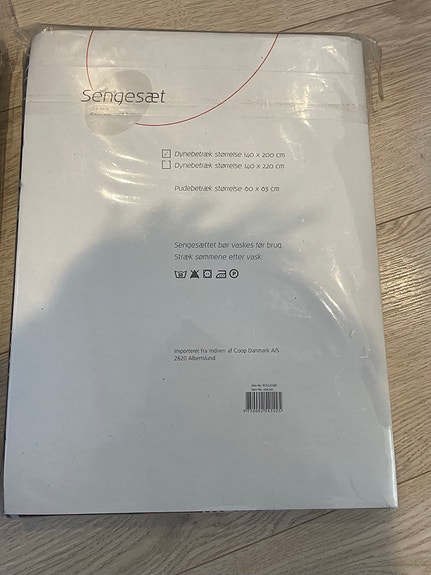 Sengesæt
☑ Dynebetræk størrelse 140 x 200 cm
☐ Dynebetræk størrelse 140 x 220 cm
Pudebetræk størrelse 60 x 63 cm
Sengesættet bør vaskes før brug.
Stræk sømmene efter vask.
Importeret fra Indien af Coop Danmark A/S
2620 Albertslund